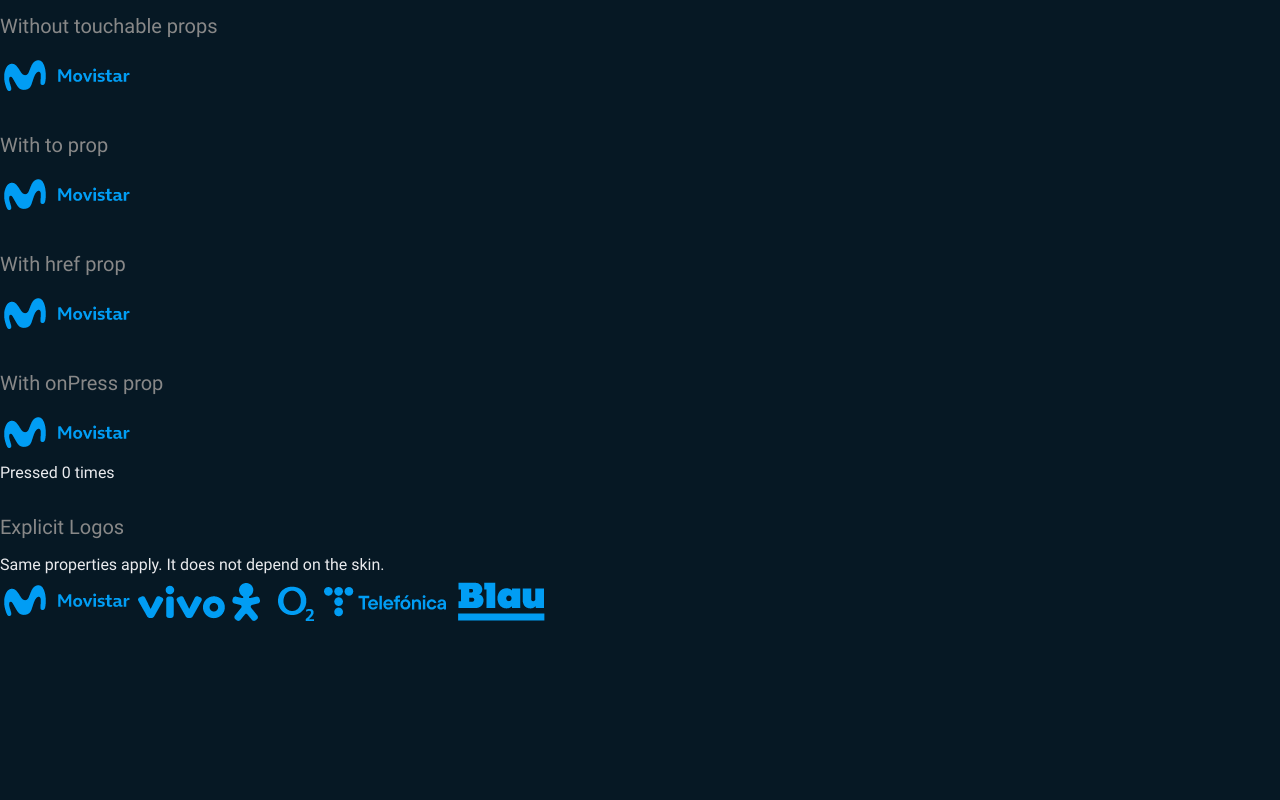 Without touchable props
Movistar
With to prop
Movistar
With href prop
Movistar
With onPress prop
Movistar
Pressed 0 times
Explicit Logos
Same properties apply. It does not depend on the skin.
Movistar vivo O2 Telefónica Blau